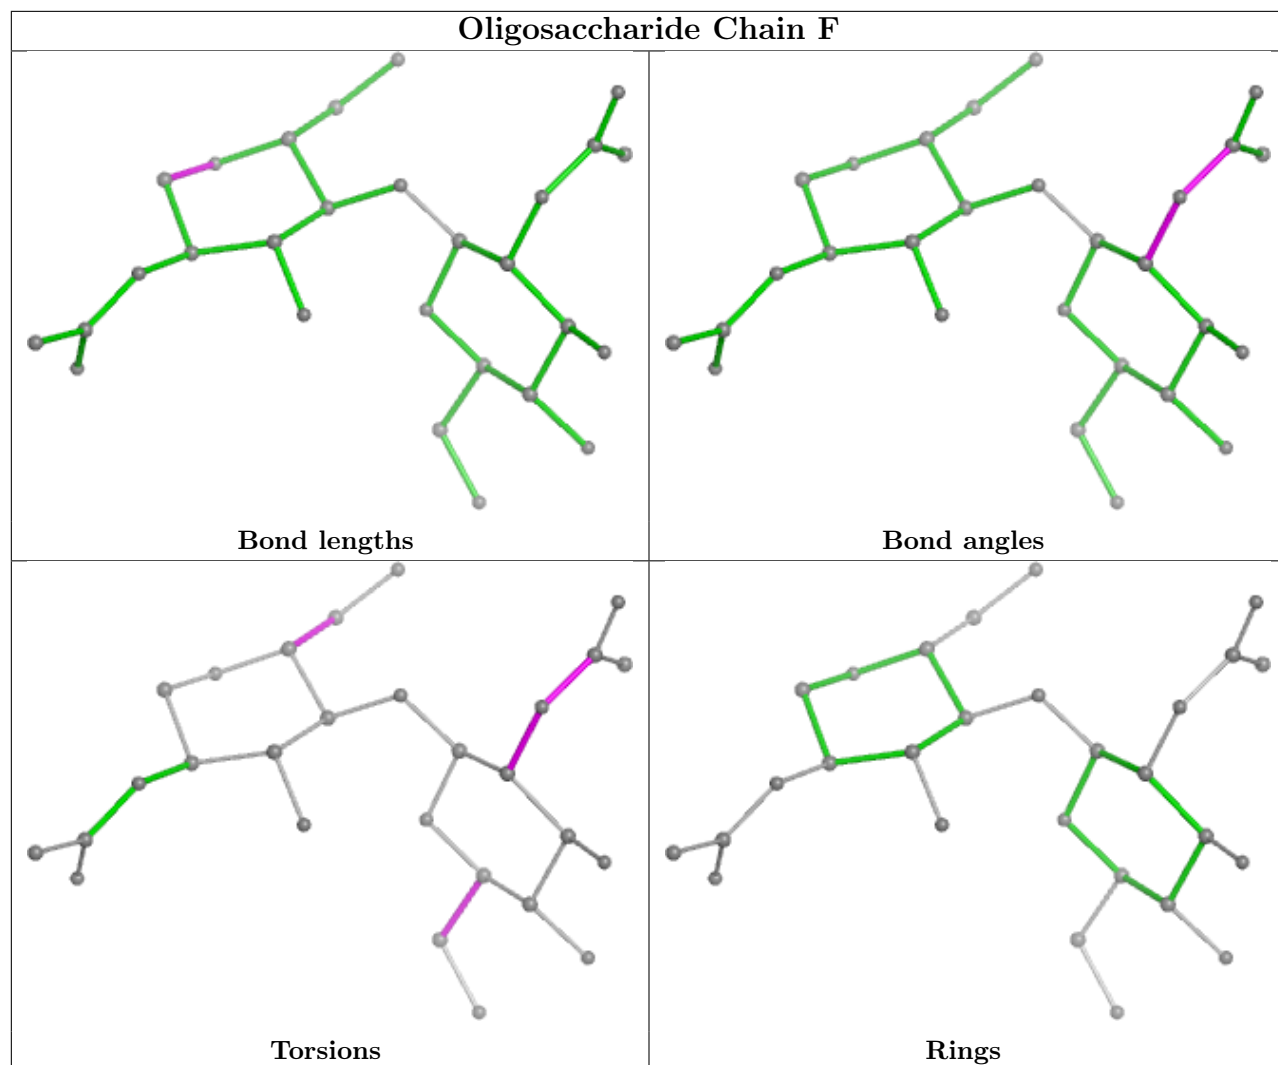 Oligosaccharide Chain F
Bond lengths
Bond angles
Torsions
Rings